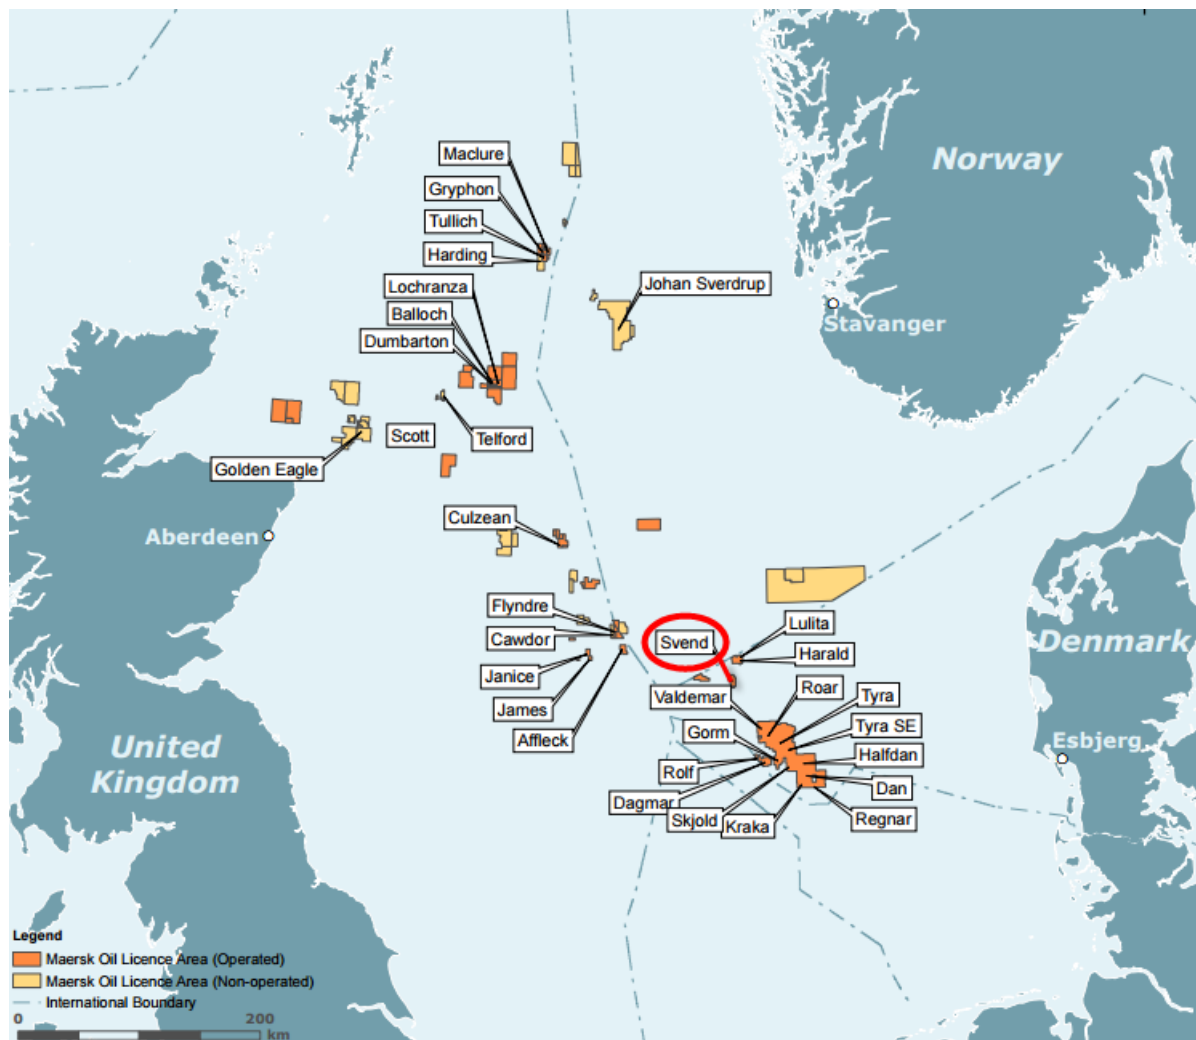 Norway
Maclure
Gryphon
Tullich
Harding
Lochranza
Johan Sverdrup
Balloch
Stavanger
Dumbarton
Scott
Telford
Golden Eagle
Culzean
Aberdeen
Flyndre
Lulita
Cawdor
Svend
Denmark
Harald
Janice
Roar
Valdemar
Tyra
James
Tyra SE
Gorm
Affleck
Esbjerg
United
Kingdom
Halfdan
Rolf
Dan
Dagmar
Skjold
Kraka
Regnar
Legend
Maersk Oil Licence Area (Operated)
Maersk Oil Licence Area (Non-operated)
International Boundary
0 200
km